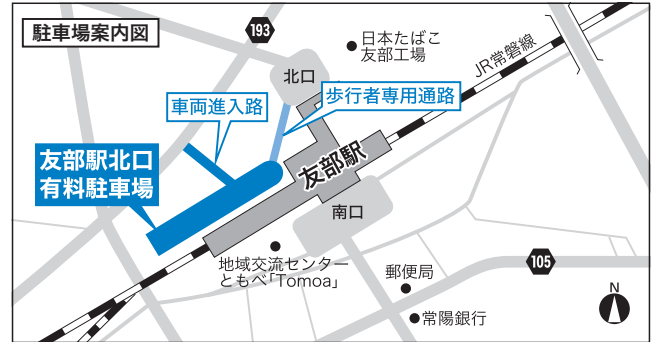 駐車場案内図
193
日本たばこ
友部工場
JR常磐線
北口
歩行者専用通路
車両進入路
友部駅北口
有料駐車場
友部駅
南口
地域交流センター
ともべ「Tomoa」
105
郵便局
常陽銀行
N